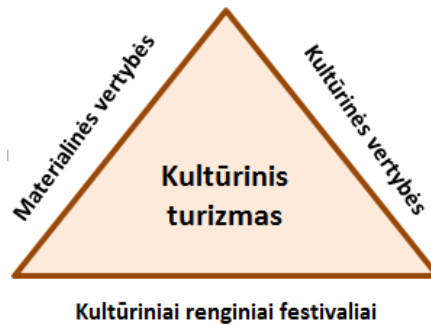 Materialinės vertybės
Kultūrinės vertybės
Kultūrinis
turizmas
Kultūriniai renginiai festivaliai